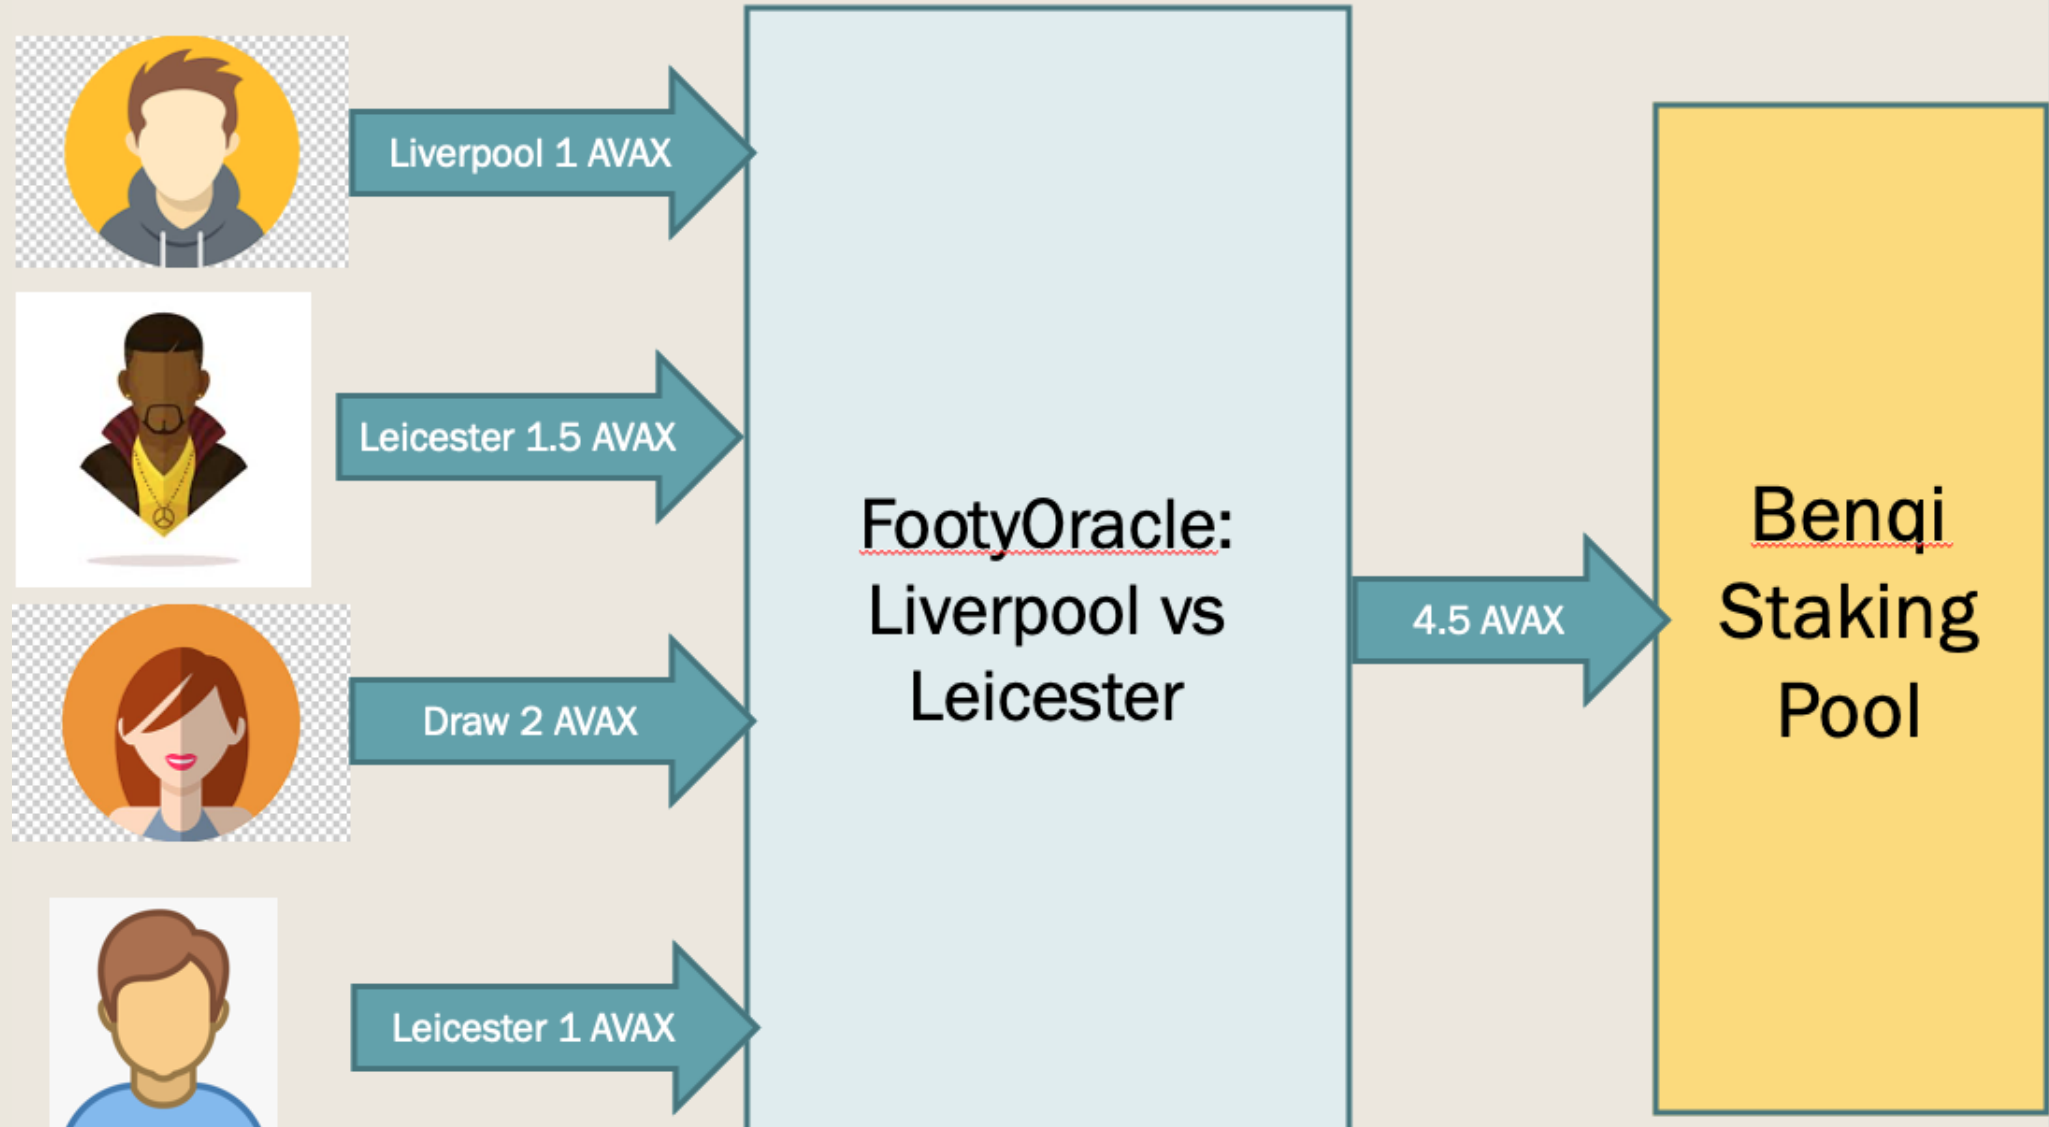 Liverpool 1 AVAX
Leicester 1.5 AVAX
Draw 2 AVAX
Leicester 1 AVAX
FootyOracle:
Liverpool vs
Leicester
4.5 AVAX
Benqi
Staking
Pool